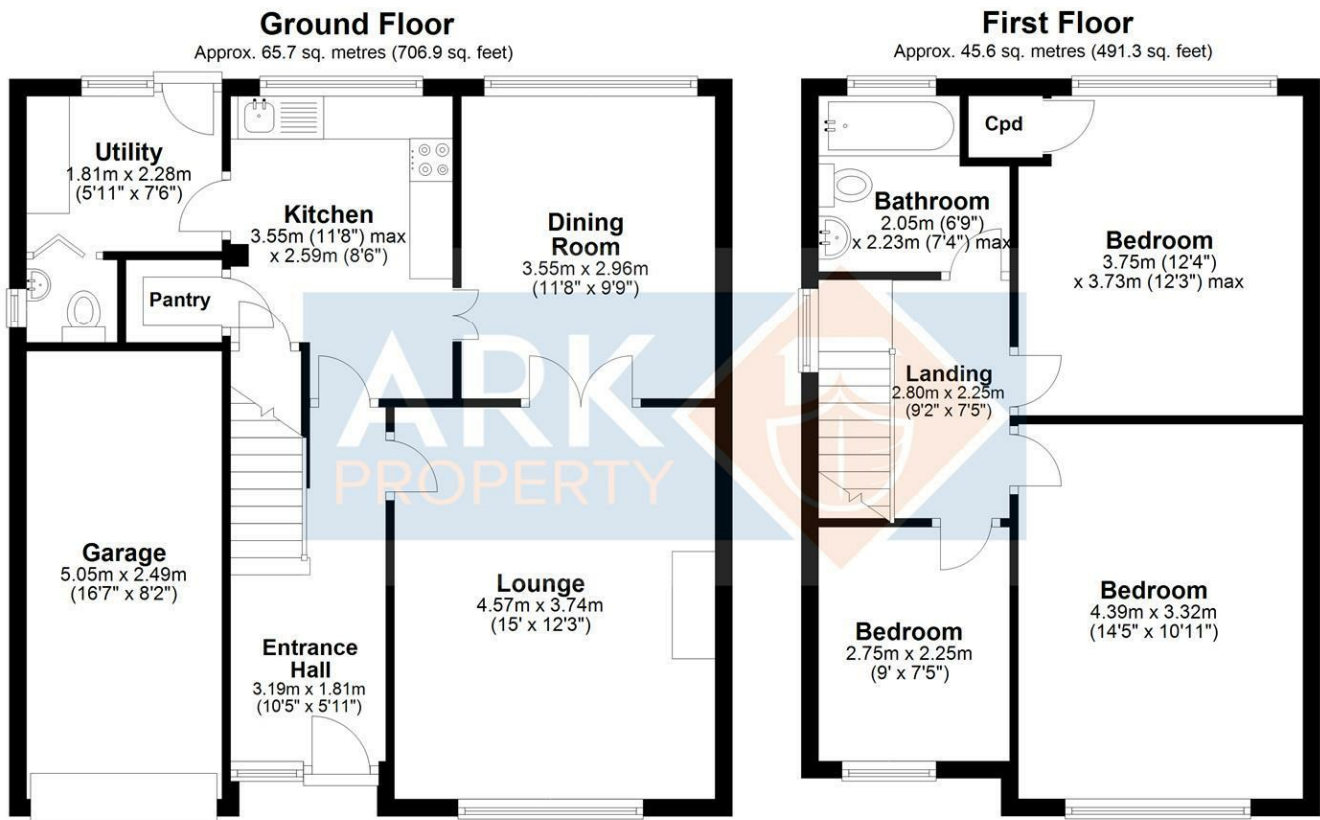 Ground Floor
Approx. 65.7 sq. metres (706.9 sq. feet)
Utility
1.81m x 2.28m
(5'11" x 7'6")
Kitchen
3.55m (11'8") max
x 2.59m (8'6")
Dining
Room
3.55m x 2.96m
(11'8" x 9'9")
Pantry
Garage
5.05m x 2.49m
(16'7" x 8'2")
Entrance
Hall
3.19m x 1.81m
(10'5" x 5'11")
Lounge
4.57m x 3.74m
(15' x 12'3")
First Floor
Approx. 45.6 sq. metres (491.3 sq. feet)
Cpd
Bathroom
2.05m (6'9")
x 2.23m (7'4") max
Bedroom
3.75m (12'4")
x 3.73m (12'3") max
Landing
2.80m x 2.25m
(9'2" x 7'5")
Bedroom
2.75m x 2.25m
(9' x 7'5")
Bedroom
4.39m x 3.32m
(14'5" x 10'11")
ARK
PROPERTY